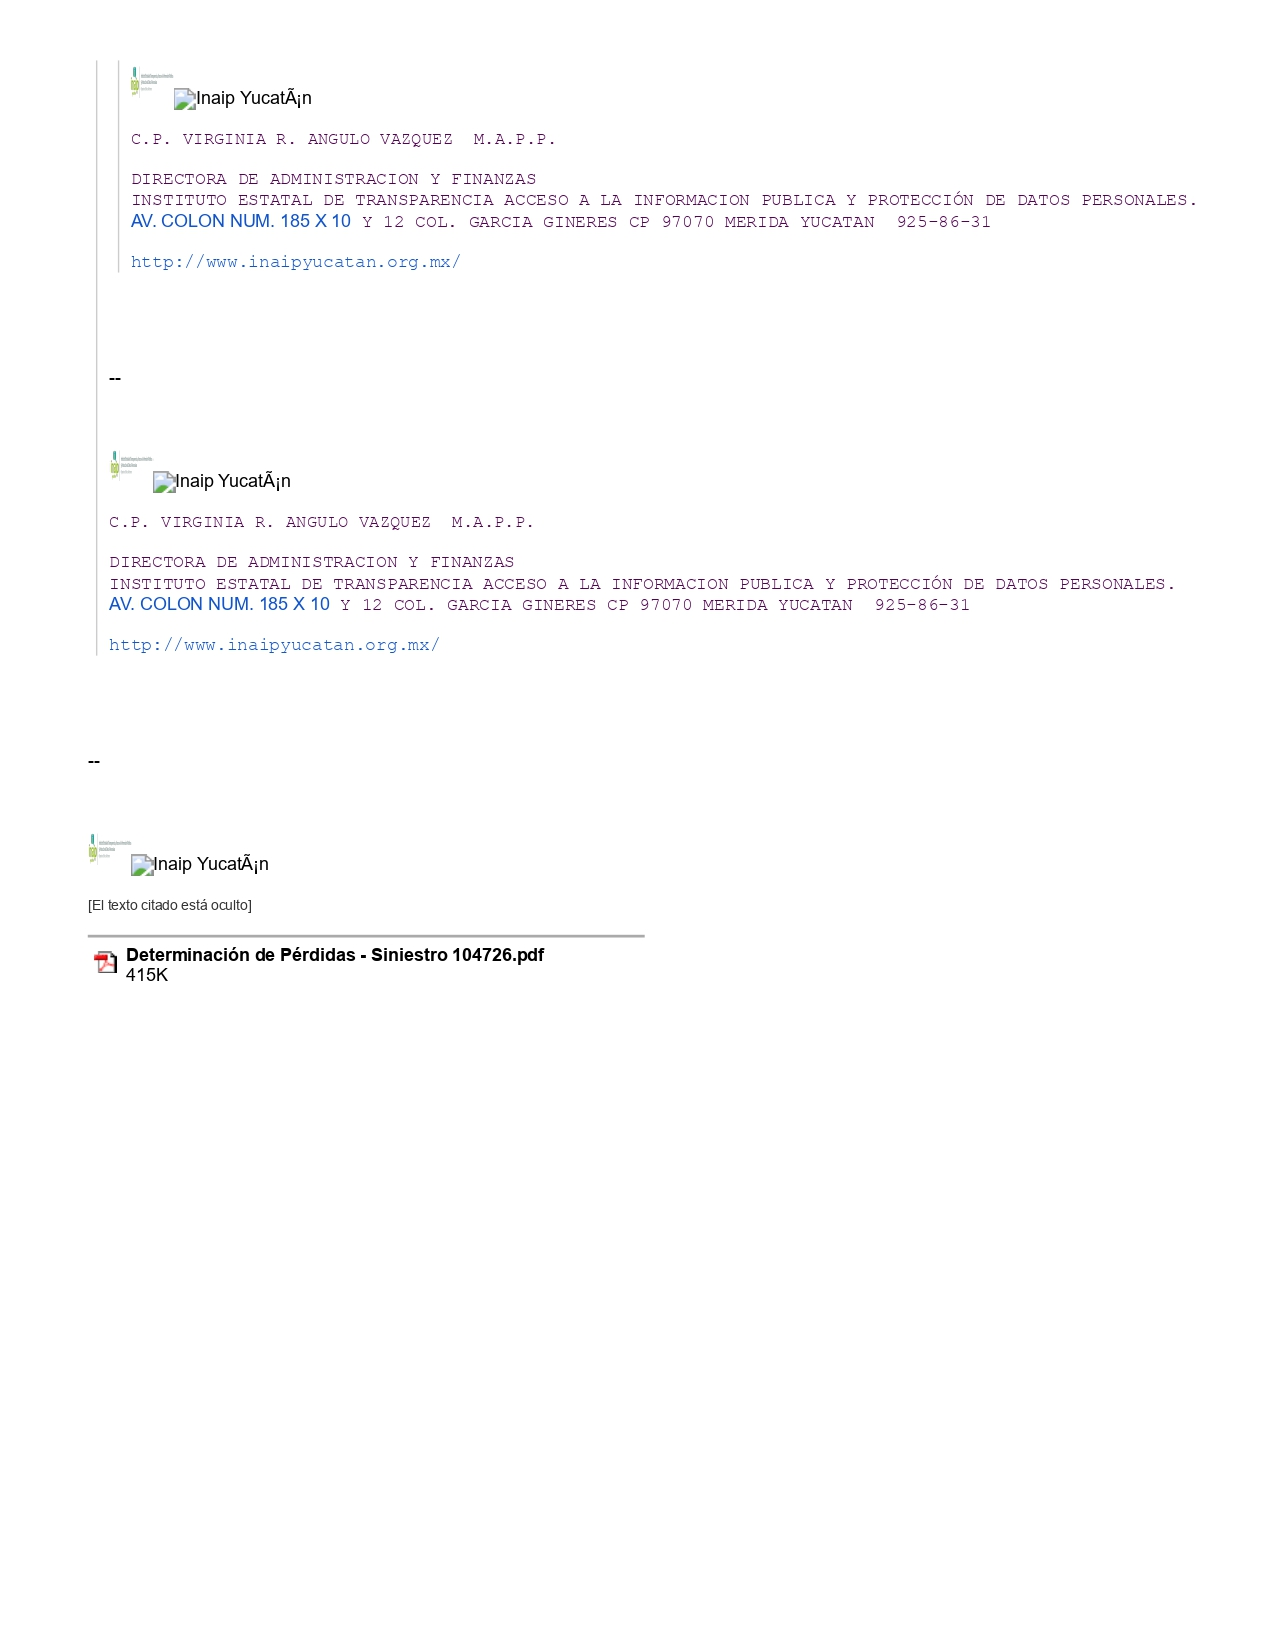 Inaip YucatÃ¡n
C.P. VIRGINIA R. ANGULO VAZQUEZ  M.A.P.P.
DIRECTORA DE ADMINISTRACION Y FINANZAS
INSTITUTO ESTATAL DE TRANSPARENCIA ACCESO A LA INFORMACION PUBLICA Y PROTECCIÓN DE DATOS PERSONALES.
AV. COLON NUM. 185 X 10 Y 12 COL. GARCIA GINERES CP 97070 MERIDA YUCATAN  925-86-31
http://www.inaipyucatan.org.mx/
--
Inaip YucatÃ¡n
C.P. VIRGINIA R. ANGULO VAZQUEZ  M.A.P.P.
DIRECTORA DE ADMINISTRACION Y FINANZAS
INSTITUTO ESTATAL DE TRANSPARENCIA ACCESO A LA INFORMACION PUBLICA Y PROTECCIÓN DE DATOS PERSONALES.
AV. COLON NUM. 185 X 10 Y 12 COL. GARCIA GINERES CP 97070 MERIDA YUCATAN  925-86-31
http://www.inaipyucatan.org.mx/
--
Inaip YucatÃ¡n
[El texto citado está oculto]
Determinación de Pérdidas - Siniestro 104726.pdf
415K